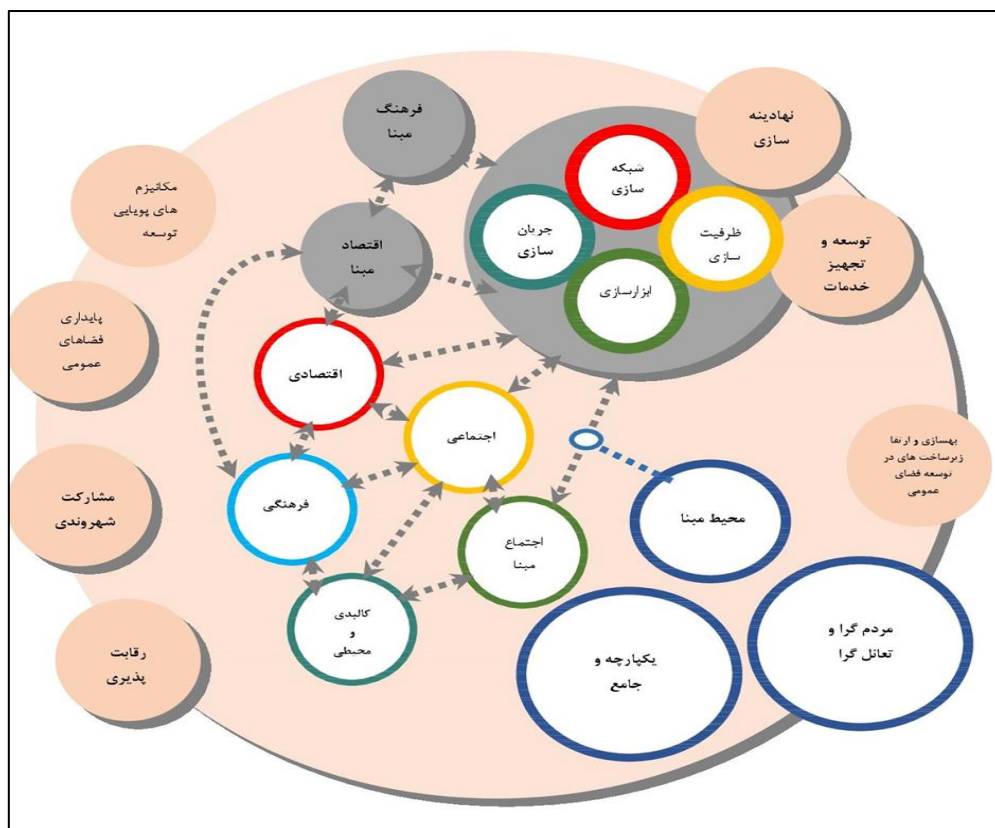 فرهنگ
مبنا
نهادینه
سازی
شبکه
سازی
مکانیزم
های پویایی
توسعه
جریان
سازی
ظرفیت
سازی
اقتصاد
مبنا
توسعه و
تجهیز
خدمات
ابزارسازی
پایداری
فضاهای
عمومی
اقتصادی
اجتماعی
بهسازی و ارتقا
زیرساخت های در
توسعه فضای
عمومی
مشارکت
شهروندی
فرهنگی
محیط مبنا
اجتماع
مبنا
کالبدی
و
محیطی
مردم گرا و
تعاتل گرا
رقابت
پذیری
یکپارچه و
جامع